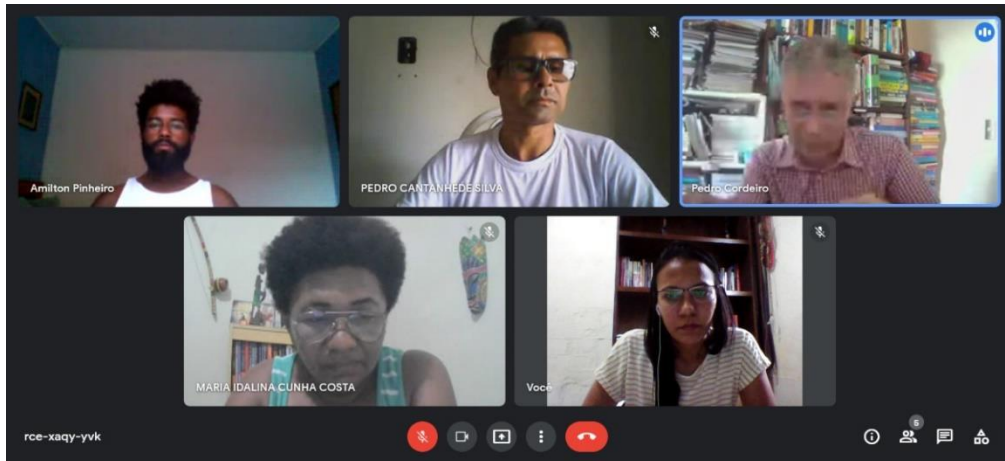 Amilton Pinheiro
PEDRO CANTANHEDE SILVA
Pedro Cordeiro
MARIA IDALINA CUNHA COSTA
Você
rce-xaqy-yvk
5